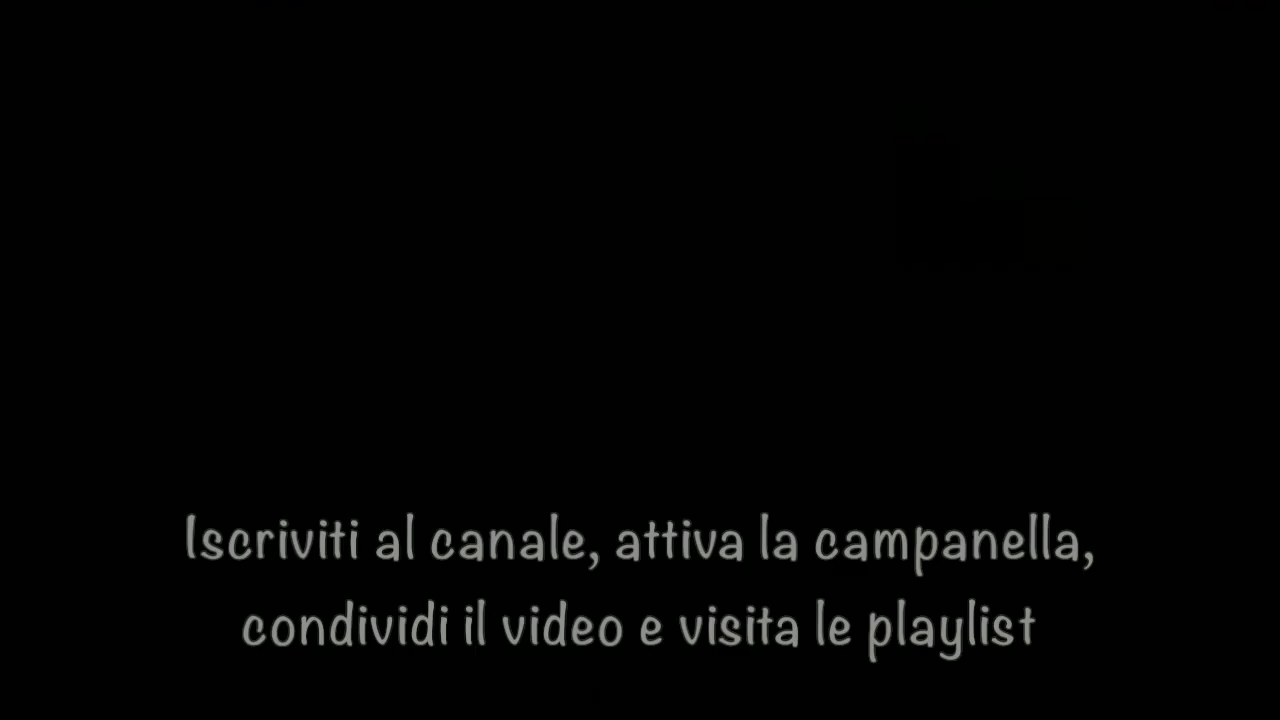 Iscriviti al canale, attiva la campanella,
condividi il video e visita le playlist